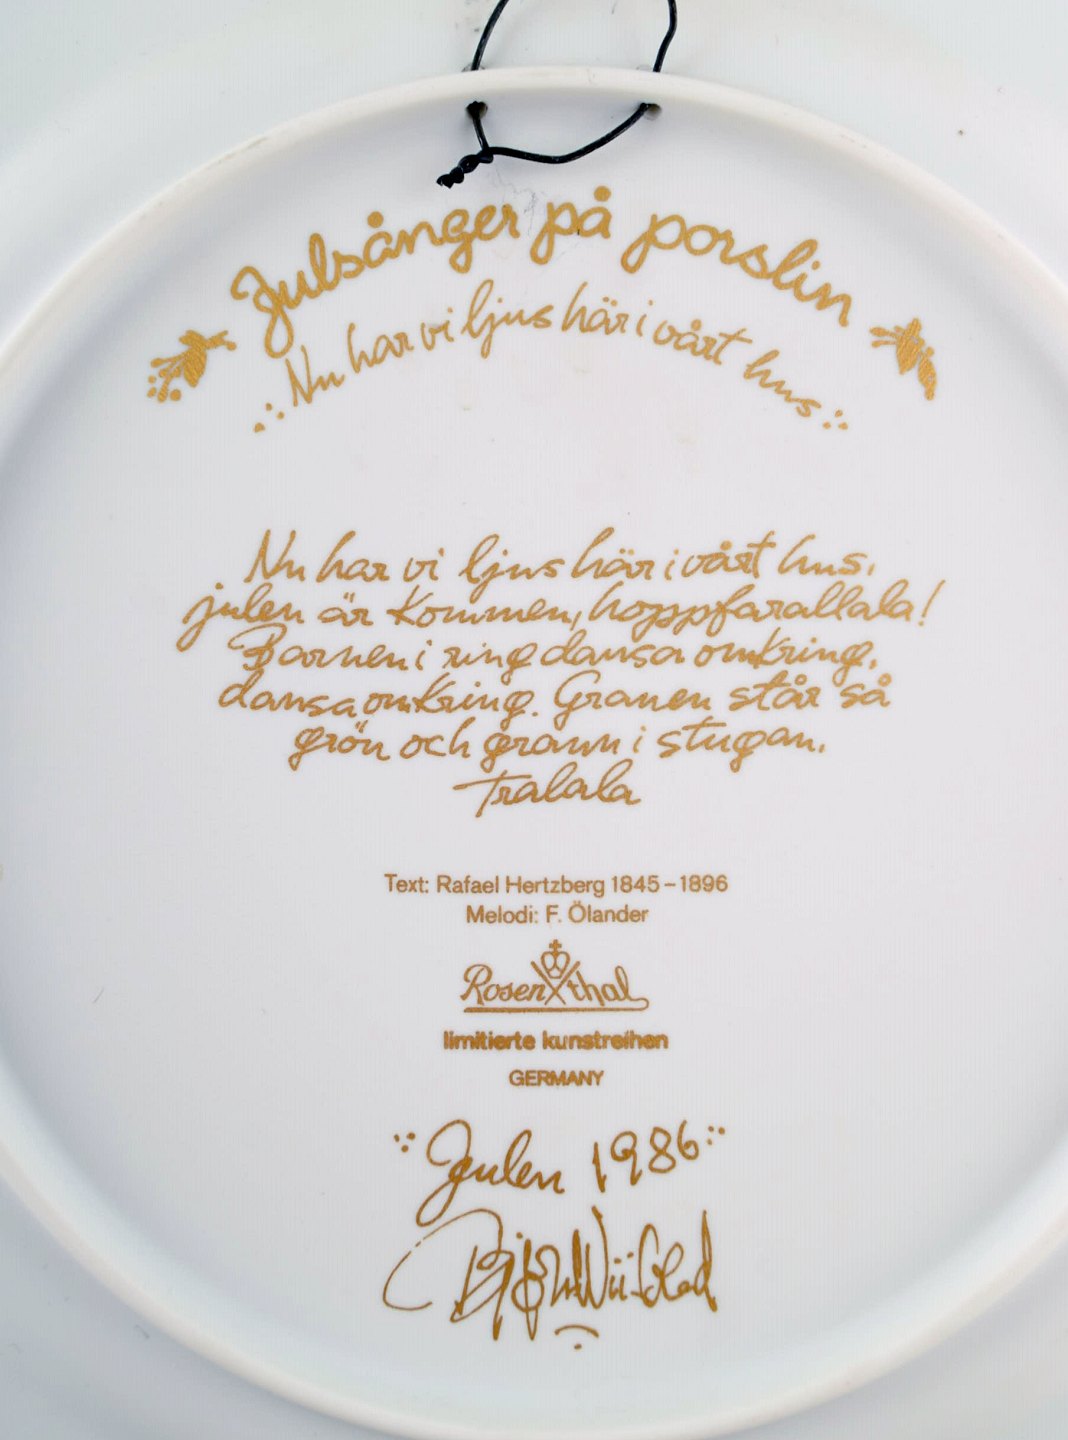 Julsånger på porslin
Nu har vi ljus här i vårt hus
Nu har vi ljus här i vårt hus,
julen är kommen, hoppfarallala!
Barnen i ring dansa omkring,
dansa omkring. Granen står så
grön och grann i stugan,
Tralala
Text: Rafael Hertzberg 1845–1896
Melodi: F. Ölander
Rosenthal
limitierte kunstreihen
GERMANY
Julen 1986
Bjørn Wiinblad